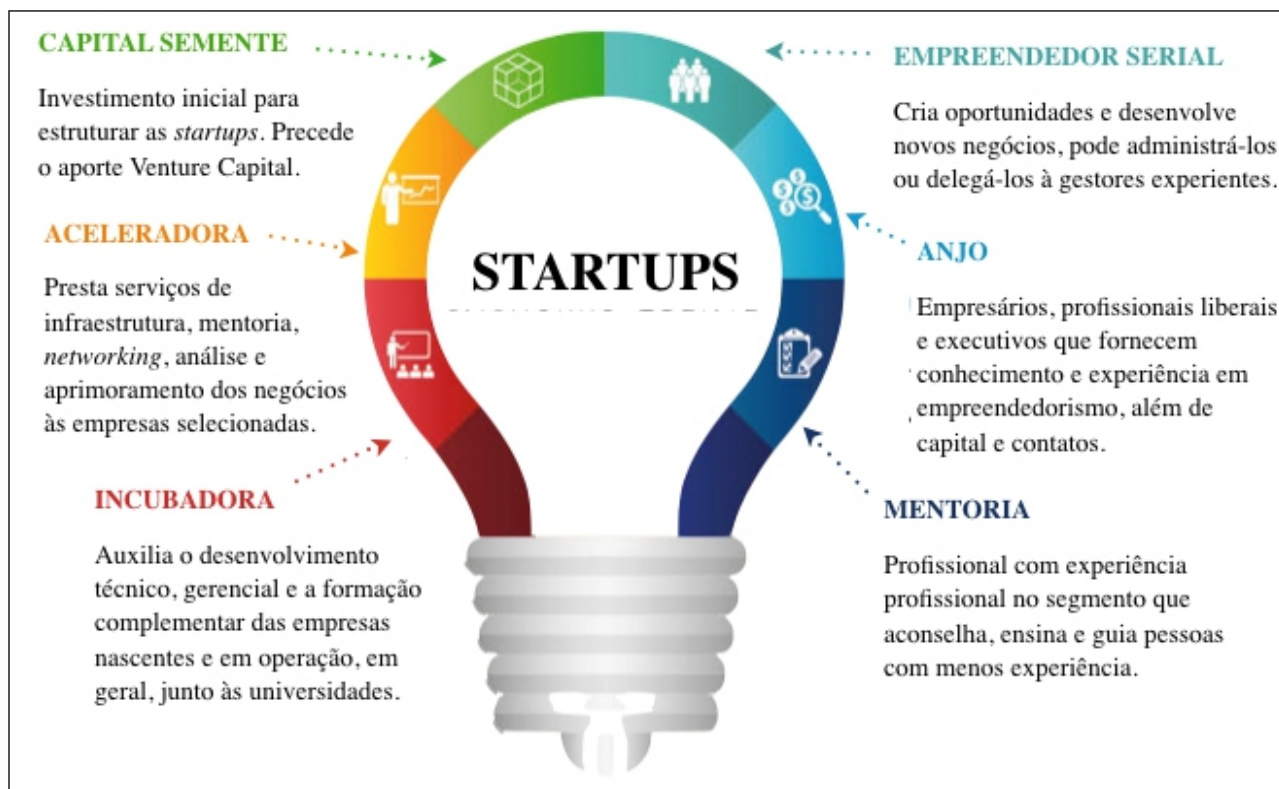 CAPITAL SEMENTE
Investimento inicial para
estruturar as startups. Precede
o aporte Venture Capital.
ACELERADORA
Presta serviços de
infraestrutura, mentoria,
networking, análise e
aprimoramento dos negócios
às empresas selecionadas.
INCUBADORA
Auxilia o desenvolvimento
técnico, gerencial e a formação
complementar das empresas
nascentes e em operação, em
geral, junto às universidades.
STARTUPS
EMPREENDEDOR SERIAL
Cria oportunidades e desenvolve
novos negócios, pode administrá-los
ou delegá-los à gestores experientes.
ANJO
Empresários, profissionais liberais
e executivos que fornecem
conhecimento e experiência em
empreendedorismo, além de
capital e contatos.
MENTORIA
Profissional com experiência
profissional no segmento que
aconselha, ensina e guia pessoas
com menos experiência.